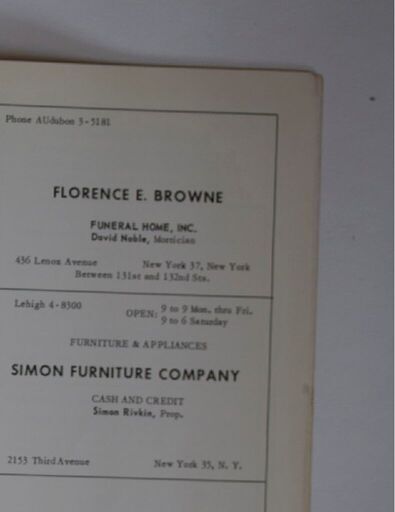 Phone AUdubon 3-5181
FLORENCE E. BROWNE
FUNERAL HOME, INC.
David Noble, Mortician
436 Lenox Avenue New York 37, New York
Between 131st and 132nd Sts.
Lehigh 4-8300 OPEN: 9 to 9 Mon. thru Fri.
9 to 6 Saturday
FURNITURE & APPLIANCES
SIMON FURNITURE COMPANY
CASH AND CREDIT
Simon Rivkin, Prop.
2153 Third Avenue New York 35, N. Y.